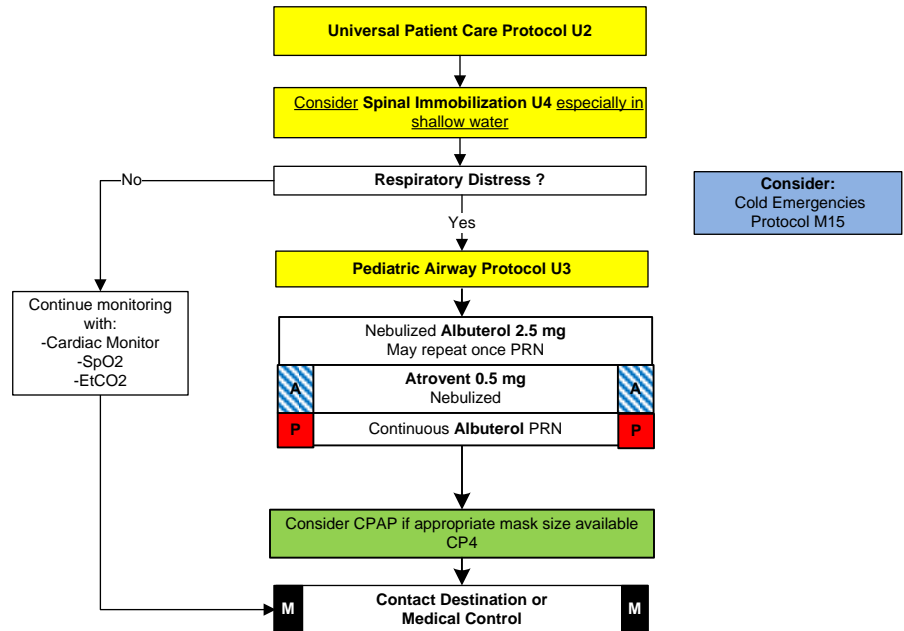 Universal Patient Care Protocol U2
Consider Spinal Immobilization U4 especially in
shallow water
Respiratory Distress ?
No
Yes
Consider:
Cold Emergencies
Protocol M15
Pediatric Airway Protocol U3
Continue monitoring
with:
-Cardiac Monitor
-SpO2
-EtCO2
Nebulized Albuterol 2.5 mg
May repeat once PRN
A
Atrovent 0.5 mg
Nebulized
A
P
Continuous Albuterol PRN
P
Consider CPAP if appropriate mask size available
CP4
M
Contact Destination or
Medical Control
M